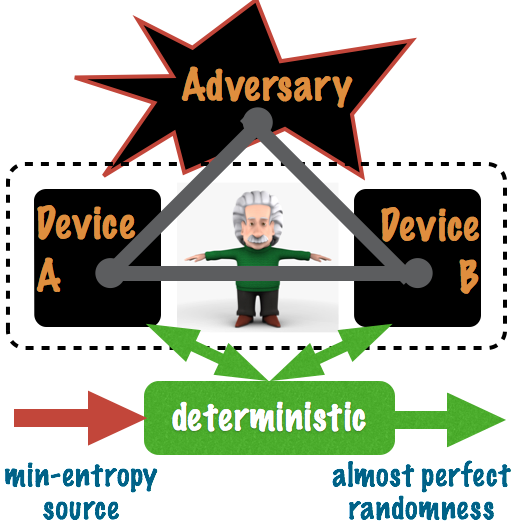 Adversary
Device
A
Device
B
deterministic
min-entropy
source
almost perfect
randomness